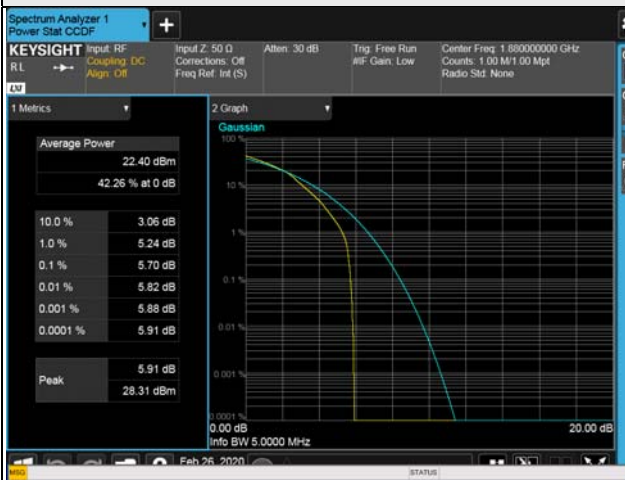 Spectrum Analyzer 1
Power Stat CCDF
+
KEYSIGHT
RL
LXI
Input: RF
Coupling: DC
Align: Off
Input Z: 50 Ω
Corrections: Off
Freq Ref: Int (S)
Atten: 30 dB
Trig: Free Run
#IF Gain: Low
Center Freq: 1.880000000 GHz
Counts: 1.00 M/1.00 Mpt
Radio Std: None
1 Metrics
Average Power
22.40 dBm
42.26 % at 0 dB
10.0 % 3.06 dB
1.0 % 5.24 dB
0.1 % 5.70 dB
0.01 % 5.82 dB
0.001 % 5.88 dB
0.0001 % 5.91 dB
Peak
5.91 dB
28.31 dBm
2 Graph
Gaussian
100 %
10 %
1 %
0.1 %
0.01 %
0.001 %
0.0001 %
0.00 dB 20.00 dB
Info BW 5.0000 MHz
Feb 26, 2020
MSG STATUS